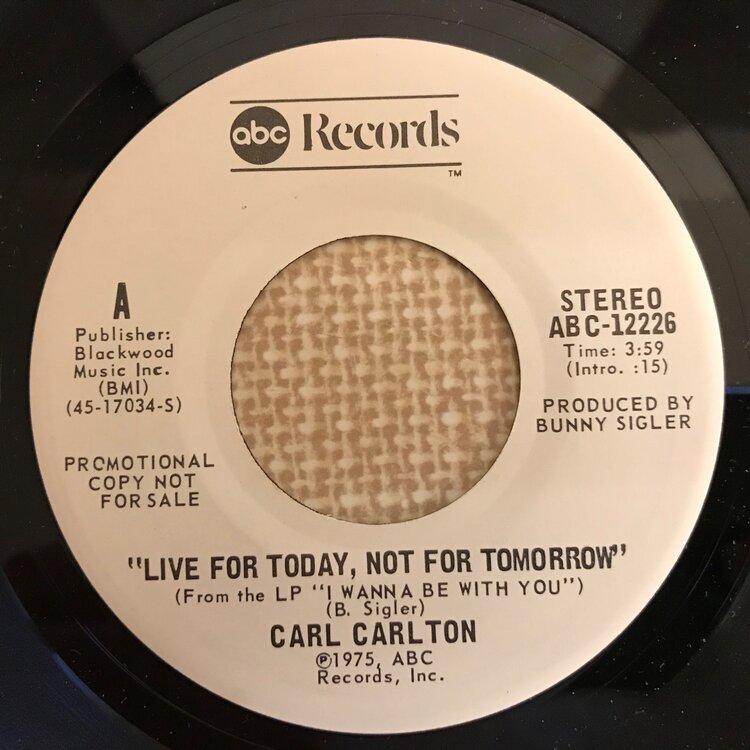 abc Records
TM
A
Publisher:
Blackwood
Music Inc.
(BMI)
(45-17034-S)
PROMOTIONAL
COPY NOT
FOR SALE
STEREO
ABC-12226
Time: 3:59
(Intro. :15)
PRODUCED BY
BUNNY SIGLER
"LIVE FOR TODAY, NOT FOR TOMORROW"
(From the LP "I WANNA BE WITH YOU")
(B. Sigler)
CARL CARLTON
℗1975, ABC
Records, Inc.